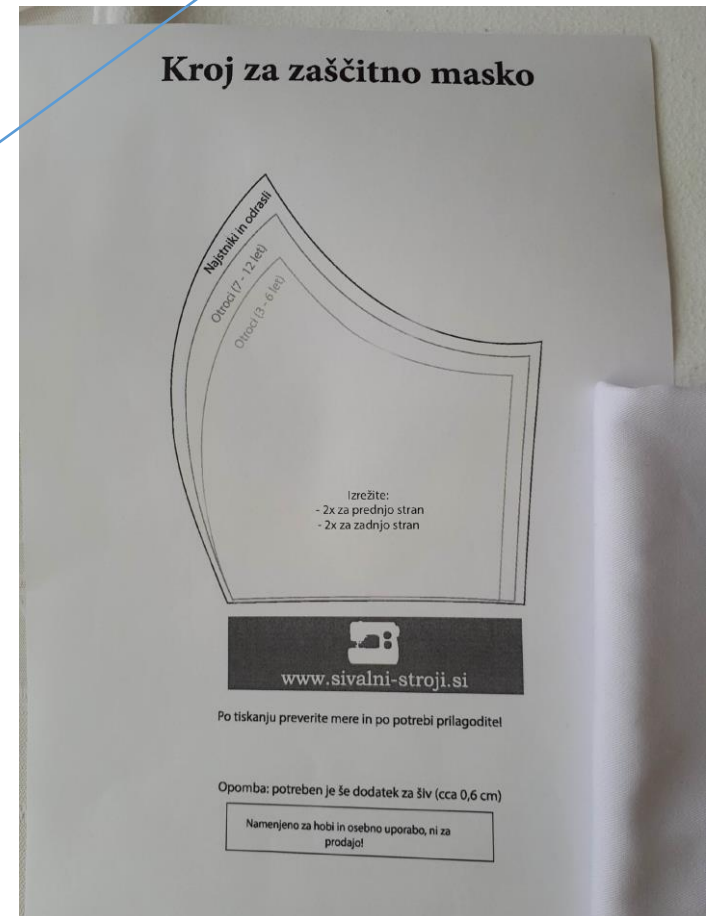 Kroj za zaščitno masko
Najstniki in odrasli
Otroci (7 - 12 let)
Otroci (3 - 6 let)
Izrežite:
- 2x za prednjo stran
- 2x za zadnjo stran
www.sivalni-stroji.si
Po tiskanju preverite mere in po potrebi prilagodite!
Opomba: potreben je še dodatek za šiv (cca 0,6 cm)
Namenjeno za hobi in osebno uporabo, ni za
prodajo!